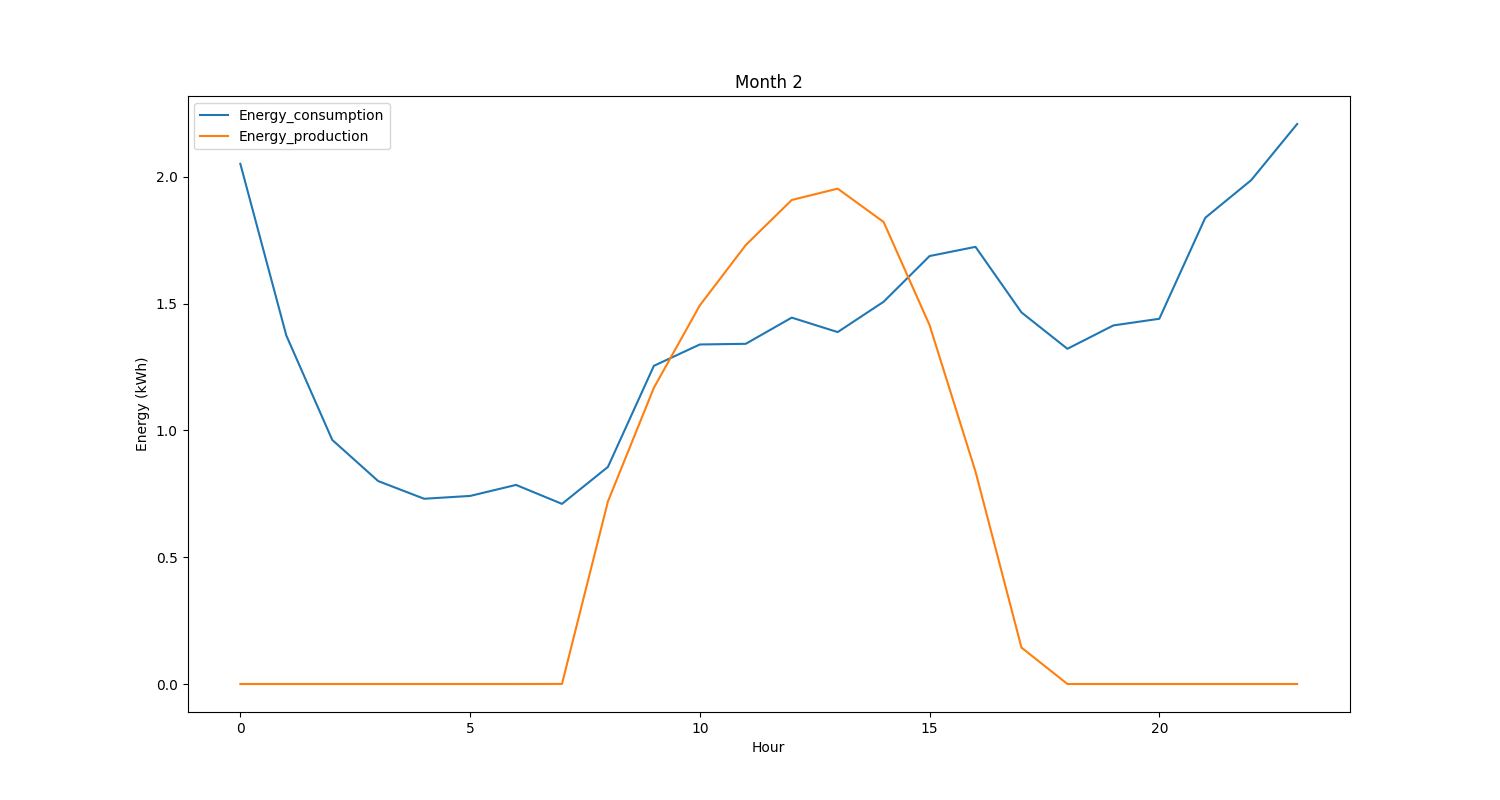 Month 2
Energy_consumption
Energy_production
2.0
1.5
1.0
0.5
0.0
Energy (kWh)
0 5 10 15 20
Hour